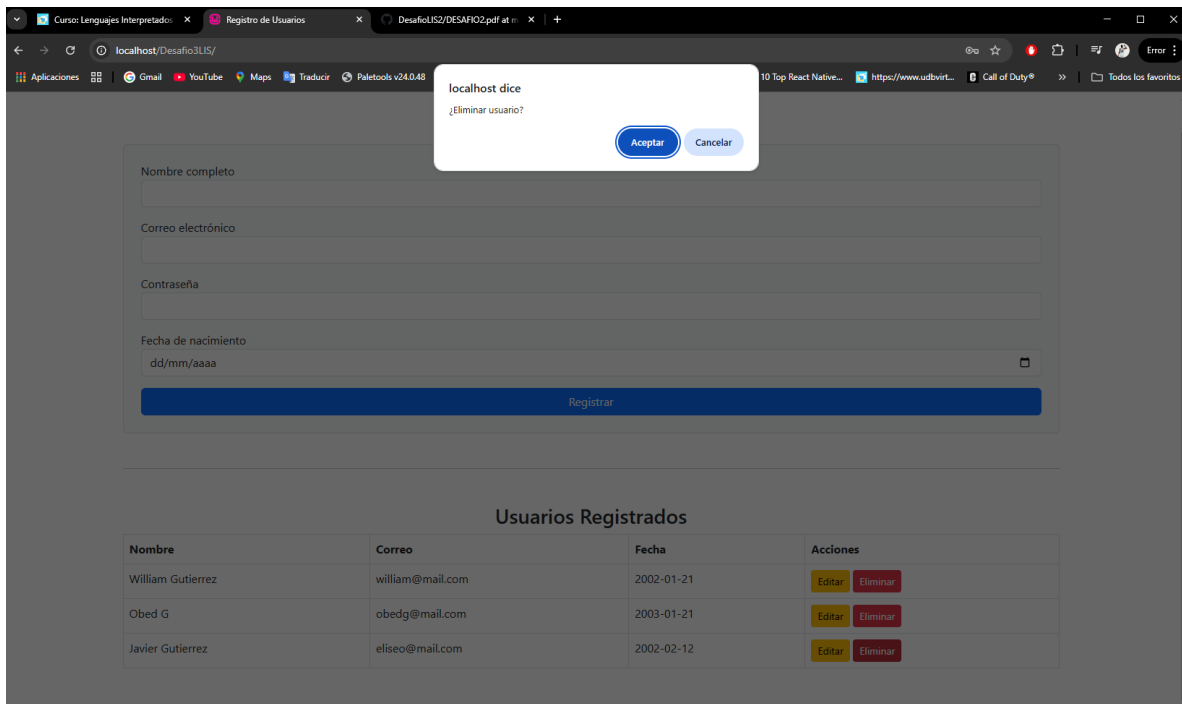 Curso: Lenguajes Interpretados
Registro de Usuarios
DesafioLIS2/DESAFIO2.pdf at m
localhost/Desafio3LIS/
Error
Aplicaciones
Gmail
YouTube
Maps
Traducir
Paletools v24.0.48
10 Top React Native...
https://www.udbvirt...
Call of Duty®
Todos los favoritos
localhost dice
¿Eliminar usuario?
Aceptar Cancelar
Nombre completo
Correo electrónico
Contraseña
Fecha de nacimiento
dd/mm/aaaa
Registrar
Usuarios Registrados
Nombre Correo Fecha Acciones
William Gutierrez william@mail.com 2002-01-21 Editar Eliminar
Obed G obedg@mail.com 2003-01-21 Editar Eliminar
Javier Gutierrez eliseo@mail.com 2002-02-12 Editar Eliminar